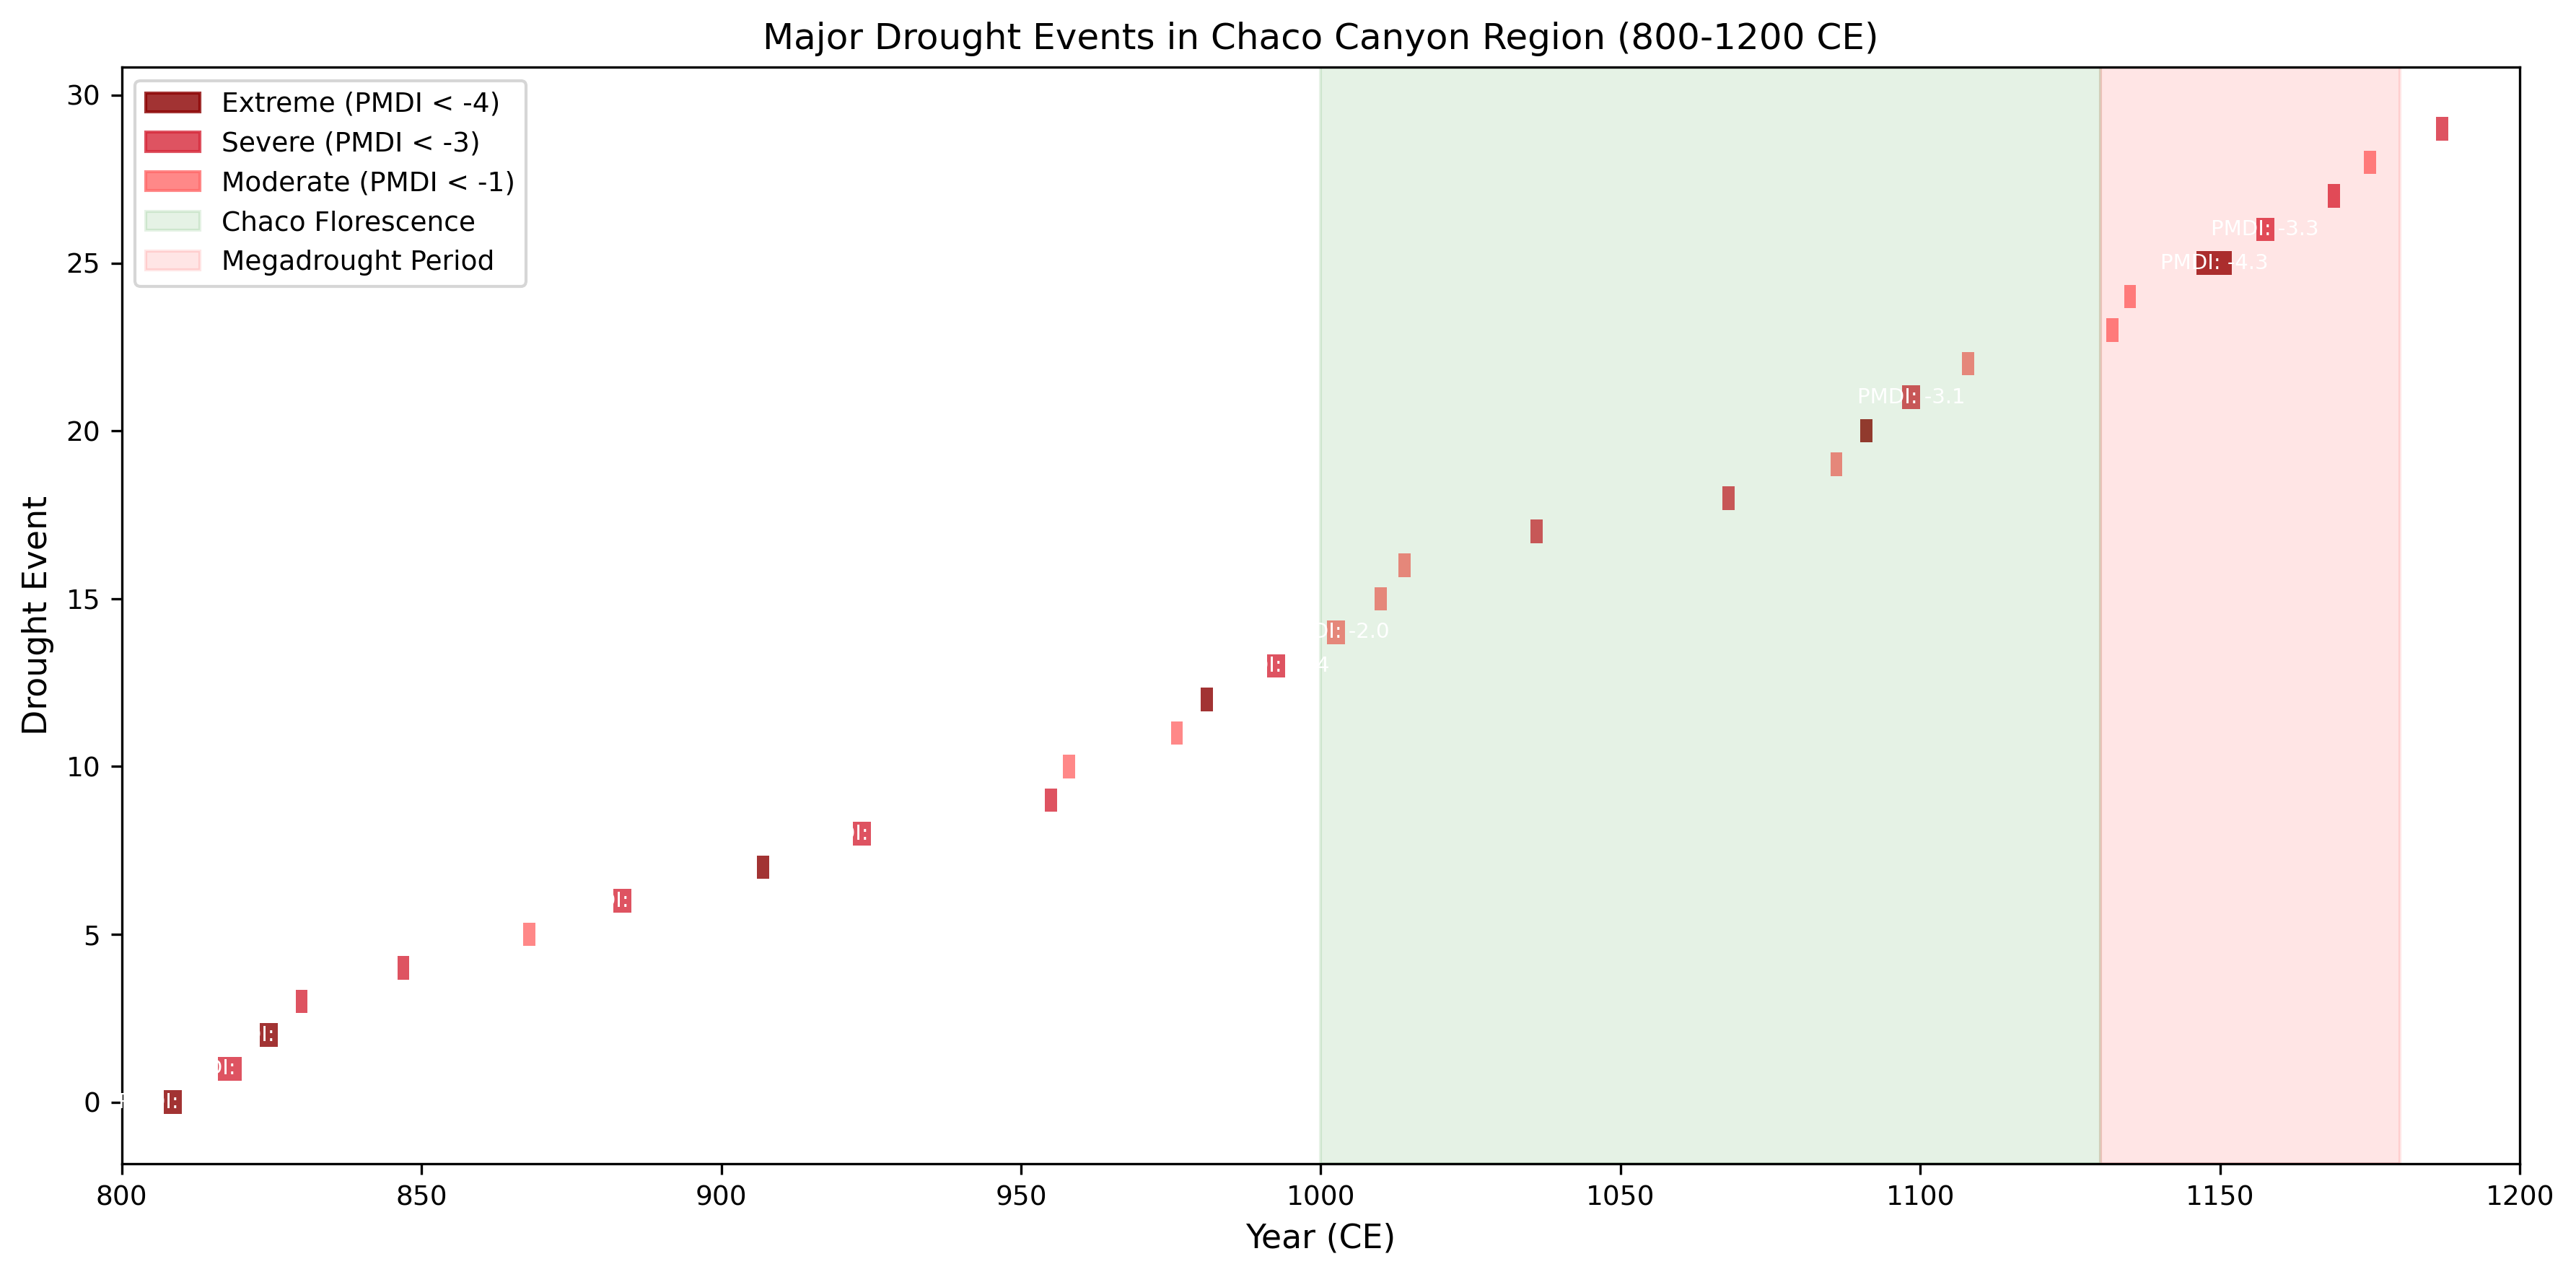 Major Drought Events in Chaco Canyon Region (800-1200 CE)
Extreme (PMDI < -4)
Severe (PMDI < -3)
Moderate (PMDI < -1)
Chaco Florescence
Megadrought Period
30
25
20
15
10
5
0
Drought Event
PMDI: -3.3
PMDI: -4.3
PMDI: -3.1
-2.0
800
850
900
950
1000
1050
1100
1150
1200
Year (CE)